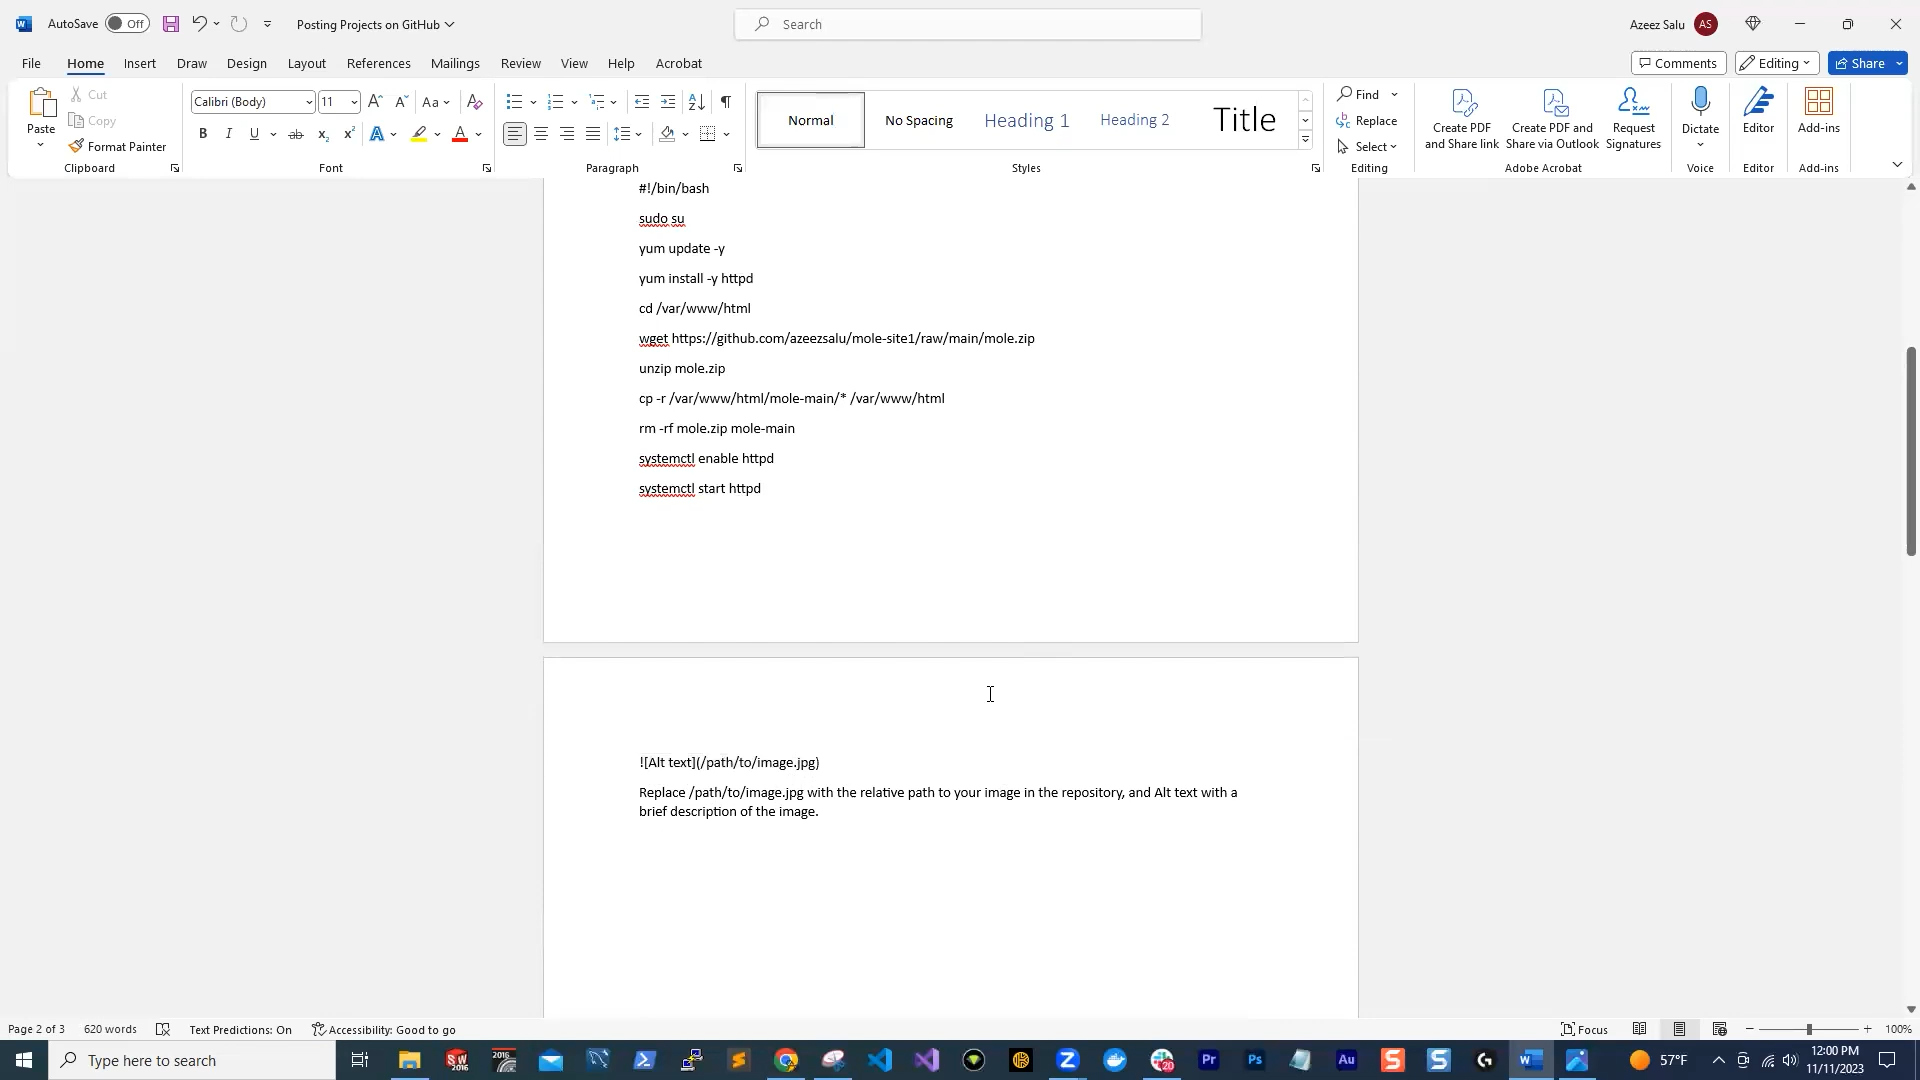 AutoSave Off Posting Projects on GitHub Search Azeez Salu AS
File Home Insert Draw Design Layout References Mailings Review View Help Acrobat Comments Editing Share
Paste Cut Copy Format Painter
Clipboard
Calibri (Body) 11
Font
Paragraph
Normal No Spacing Heading 1 Heading 2 Title
Styles
Find
Replace
Select
Editing
Create PDF and Share link
Create PDF and Share via Outlook
Request Signatures
Adobe Acrobat
Dictate
Voice
Editor
Editor
Add-ins
Add-ins
#!/bin/bash
sudo su
yum update -y
yum install -y httpd
cd /var/www/html
wget https://github.com/azeezsalu/mole-site1/raw/main/mole.zip
unzip mole.zip
cp -r /var/www/html/mole-main/* /var/www/html
rm -rf mole.zip mole-main
systemctl enable httpd
systemctl start httpd
![Alt text](/path/to/image.jpg)
Replace /path/to/image.jpg with the relative path to your image in the repository, and Alt text with a
brief description of the image.
Page 2 of 3 620 words Text Predictions: On Accessibility: Good to go Focus 100%
Type here to search 57°F 12:00 PM
11/11/2023